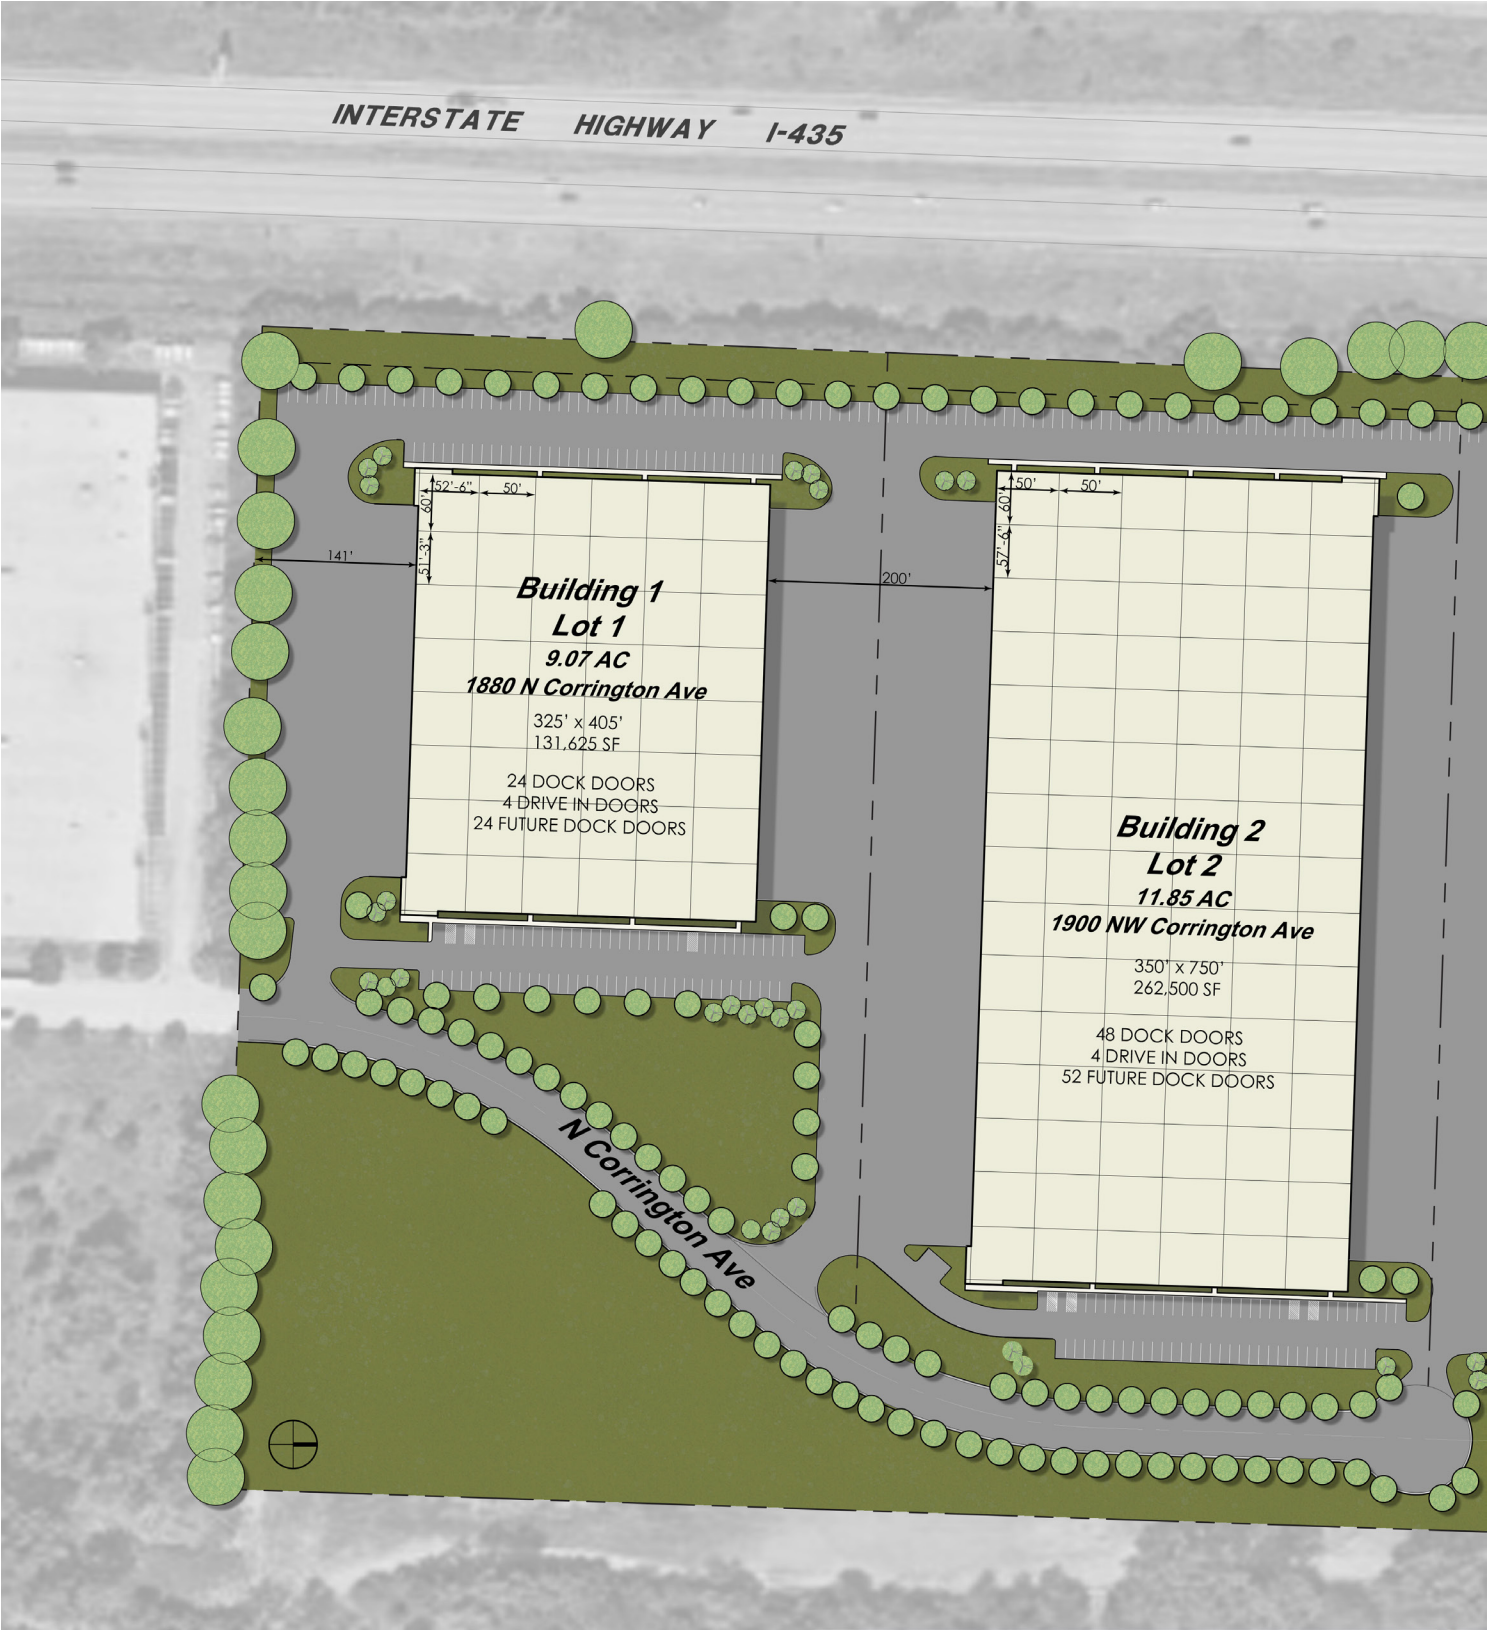 INTERSTATE HIGHWAY I-435
52'-6"
50'
60'
51'-3"
141'
Building 1
Lot 1
9.07 AC
1880 N Corrington Ave
325' x 405'
131,625 SF
24 DOCK DOORS
4 DRIVE IN DOORS
24 FUTURE DOCK DOORS
200'
50'
50'
60'
57'-6"
Building 2
Lot 2
11.85 AC
1900 NW Corrington Ave
350' x 750'
262,500 SF
48 DOCK DOORS
4 DRIVE IN DOORS
52 FUTURE DOCK DOORS
N Corrington Ave